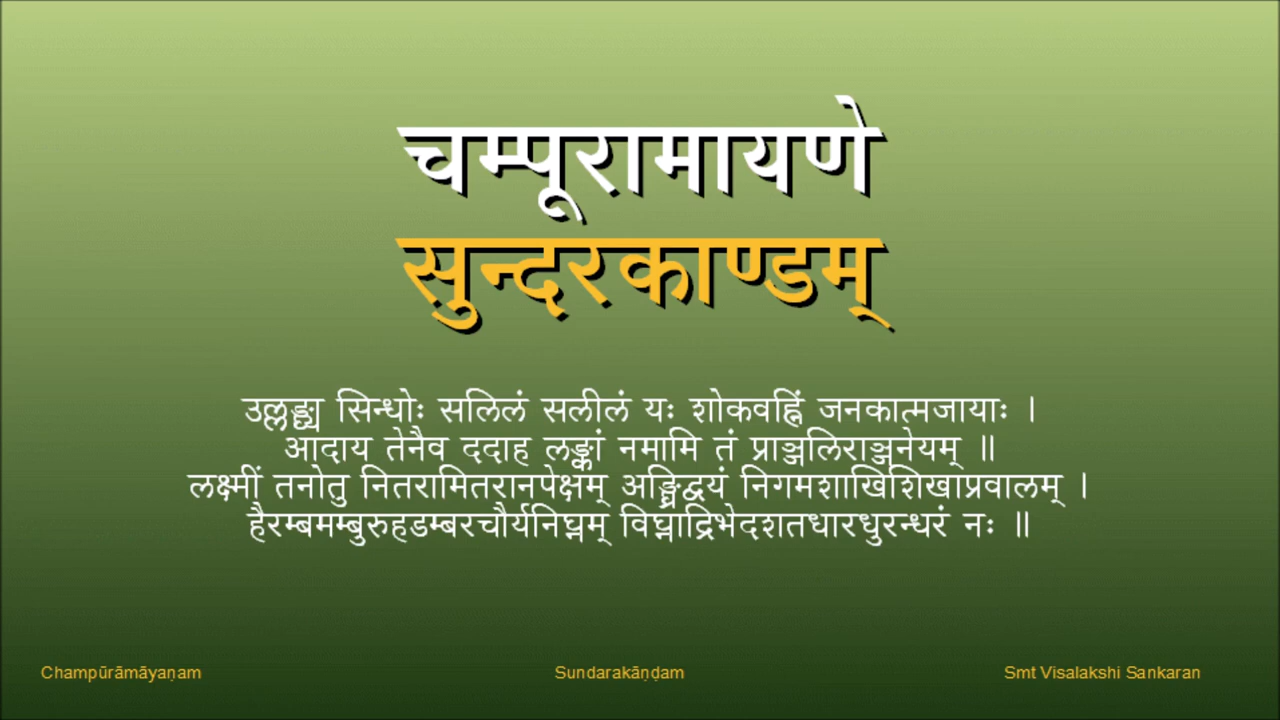 चम्पूरामायणे
सुन्दरकाण्डम्
उल्लङ्घ्य सिन्धोः सलिलं सलीलं यः शोकवह्निं जनकात्मजायाः ।
आदाय तेनैव ददाह लङ्कां नमामि तं प्राञ्जलिराञ्जनेयम् ॥
लक्ष्मीं तनोतु नितरामितरानपेक्षम् अङ्घ्रिद्वयं निगमशाखिशिखाप्रवालम् ।
हैरम्बमम्बुरुहडम्बरचौर्यनिघ्नम् विघ्नाद्रिभेदशतधारधुरन्धरं नः ॥
Champūrāmāyaṇam
Sundarakāṇḍam
Smt Visalakshi Sankaran